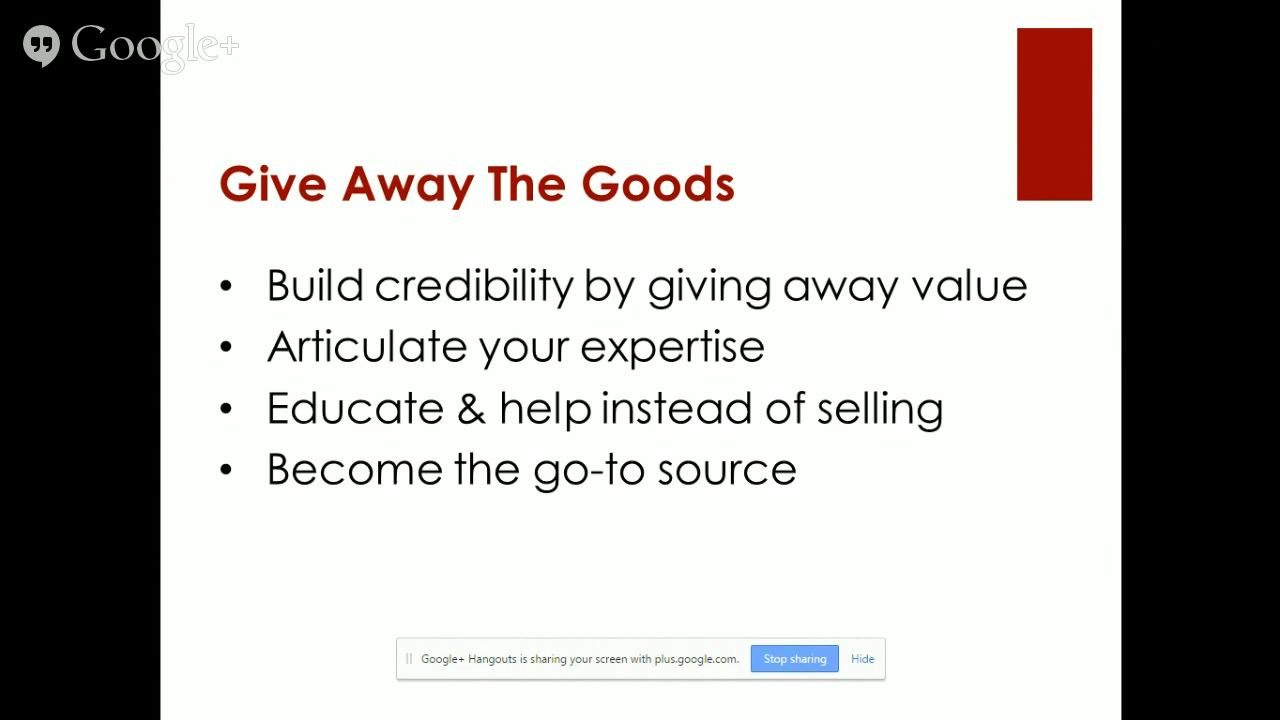 Google+
Give Away The Goods
• Build credibility by giving away value
• Articulate your expertise
• Educate & help instead of selling
• Become the go-to source
Google+ Hangouts is sharing your screen with plus.google.com. Stop sharing Hide